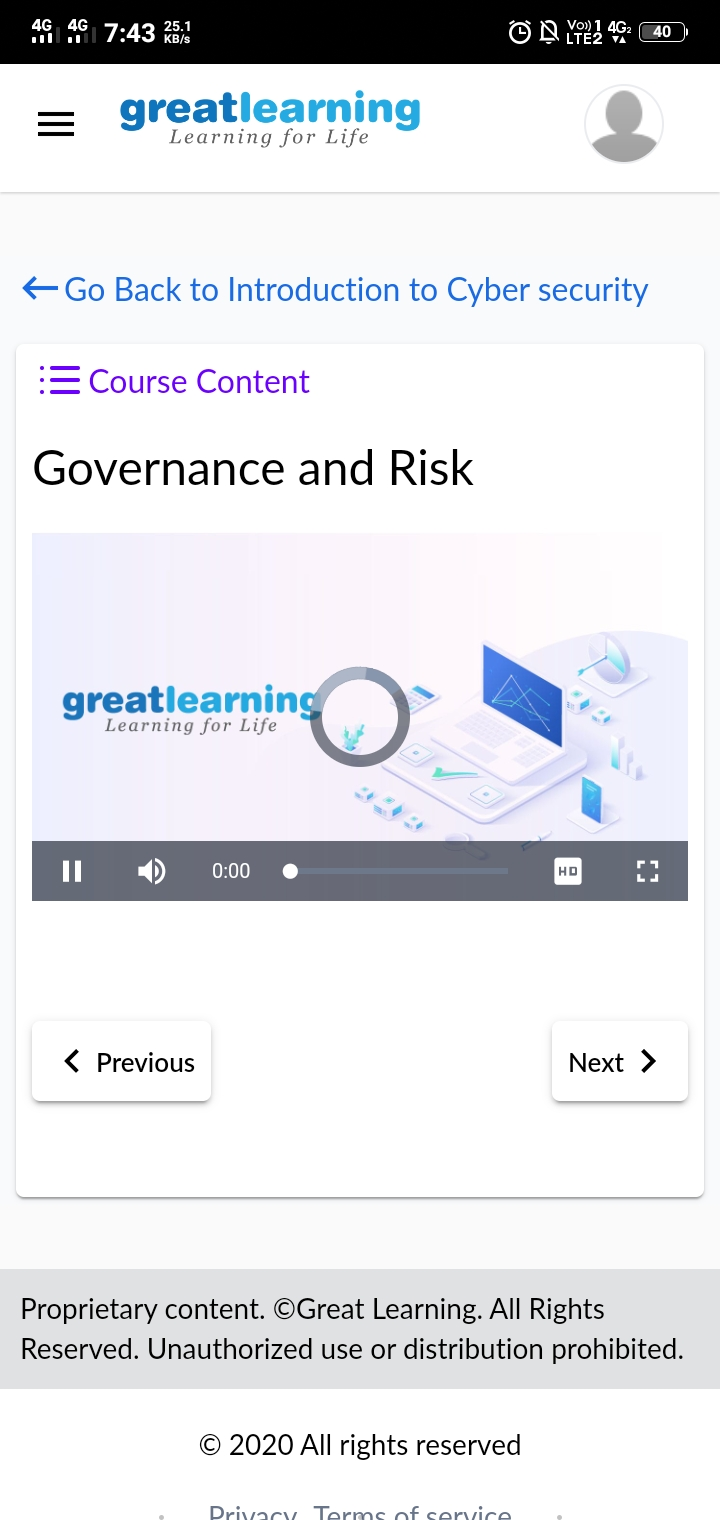 4G 4G 7:43 25.1 KB/s Vo)) 1 LTE2 4G2 40
greatlearning
Learning for Life
Go Back to Introduction to Cyber security
Course Content
Governance and Risk
greatlearning
Learning for Life
0:00 HD
Previous Next
Proprietary content. ©Great Learning. All Rights
Reserved. Unauthorized use or distribution prohibited.
© 2020 All rights reserved
Privacy Terms of service